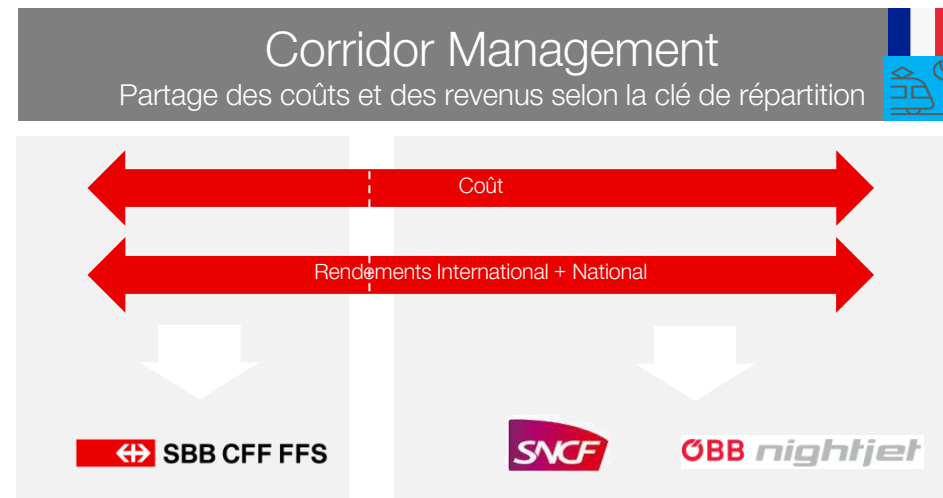 Corridor Management
Partage des coûts et des revenus selon la clé de répartition
Coût
Rendements International + National
SBB CFF FFS
SNCF
ÖBB nightjet